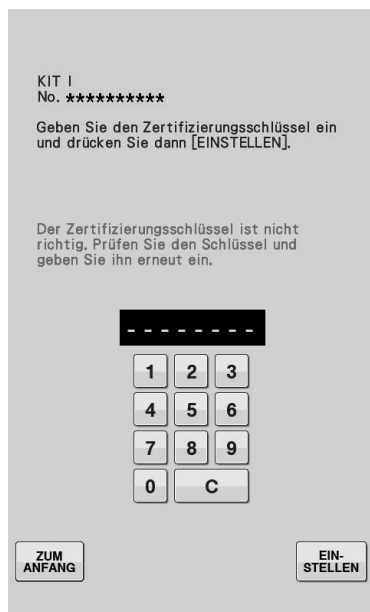 KIT I
No. **********
Geben Sie den Zertifizierungsschlüssel ein
und drücken Sie dann [EINSTELLEN].
Der Zertifizierungsschlüssel ist nicht
richtig. Prüfen Sie den Schlüssel und
geben Sie ihn erneut ein.
- - - - - - - -
1 2 3
4 5 6
7 8 9
0 C
ZUM
ANFANG
EIN-
STELLEN